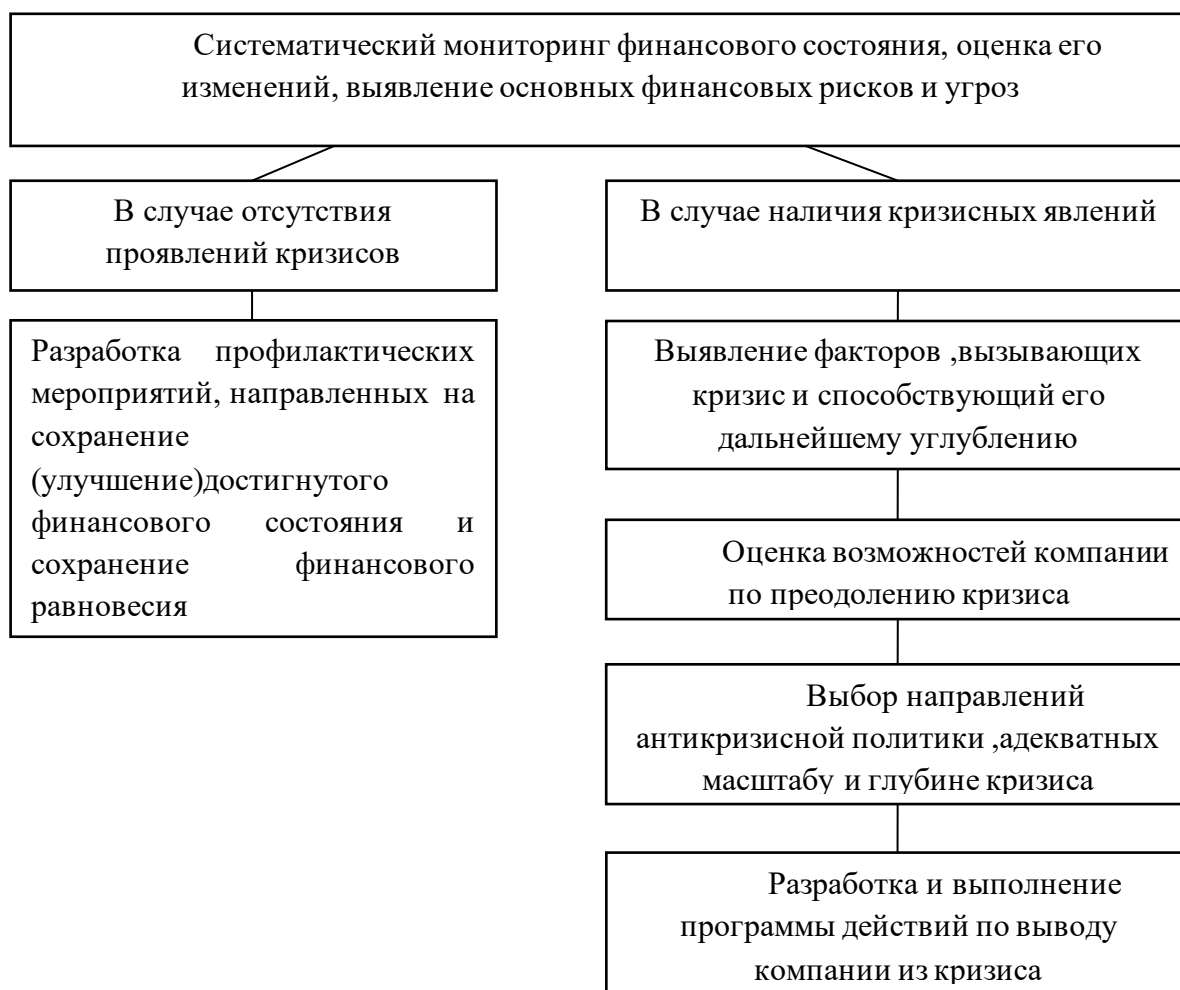 Систематический мониторинг финансового состояния, оценка его
изменений, выявление основных финансовых рисков и угроз
В случае отсутствия
проявлений кризисов
В случае наличия кризисных явлений
Разработка профилактических
мероприятий, направленных на
сохранение
(улучшение)достигнутого
финансового состояния и
сохранение финансового
равновесия
Выявление факторов ,вызывающих
кризис и способствующий его
дальнейшему углублению
Оценка возможностей компании
по преодолению кризиса
Выбор направлений
антикризисной политики ,адекватных
масштабу и глубине кризиса
Разработка и выполнение
программы действий по выводу
компании из кризиса